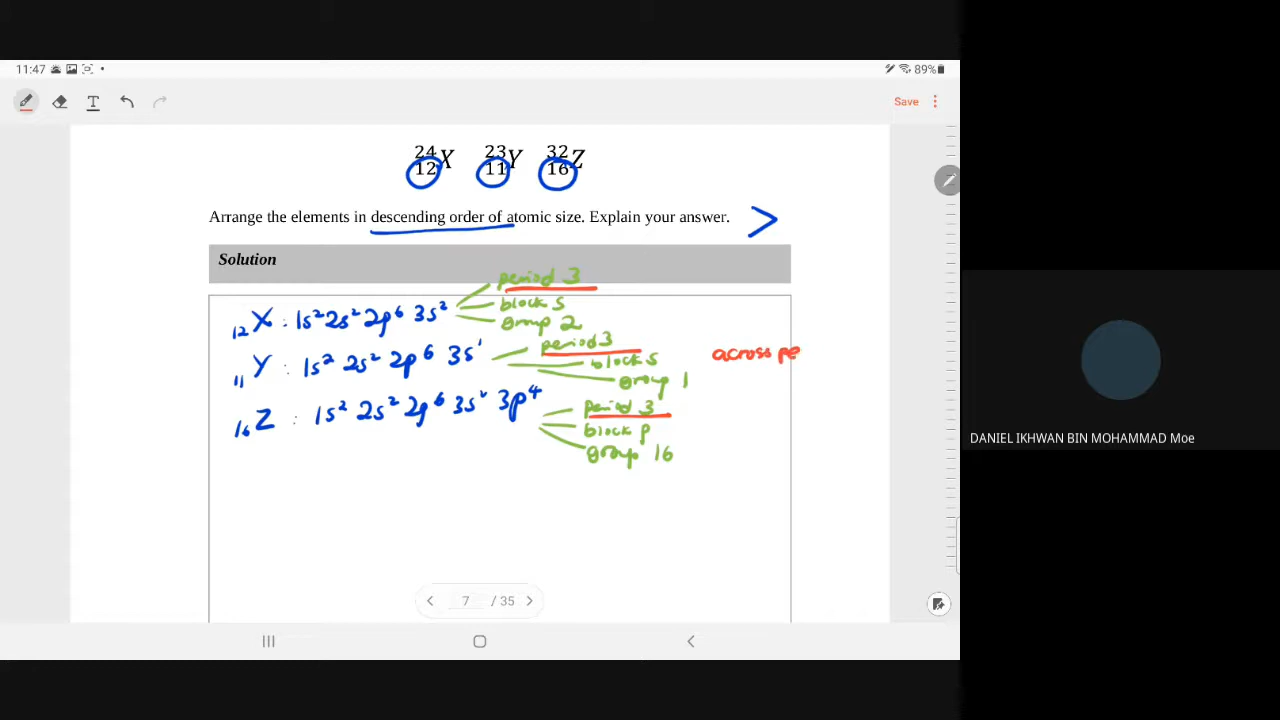 11:47 89%
Save
24 12 X 23 11 Y 32 16 Z
Arrange the elements in descending order of atomic size. Explain your answer. >
Solution
12 X : 1s² 2s² 2p⁶ 3s²
period 3
block s
group 2
11 Y : 1s² 2s² 2p⁶ 3s¹
period 3
block s
group 1
across pe
16 Z : 1s² 2s² 2p⁶ 3s² 3p⁴
period 3
block p
group 16
7 / 35
DANIEL IKHWAN BIN MOHAMMAD Moe